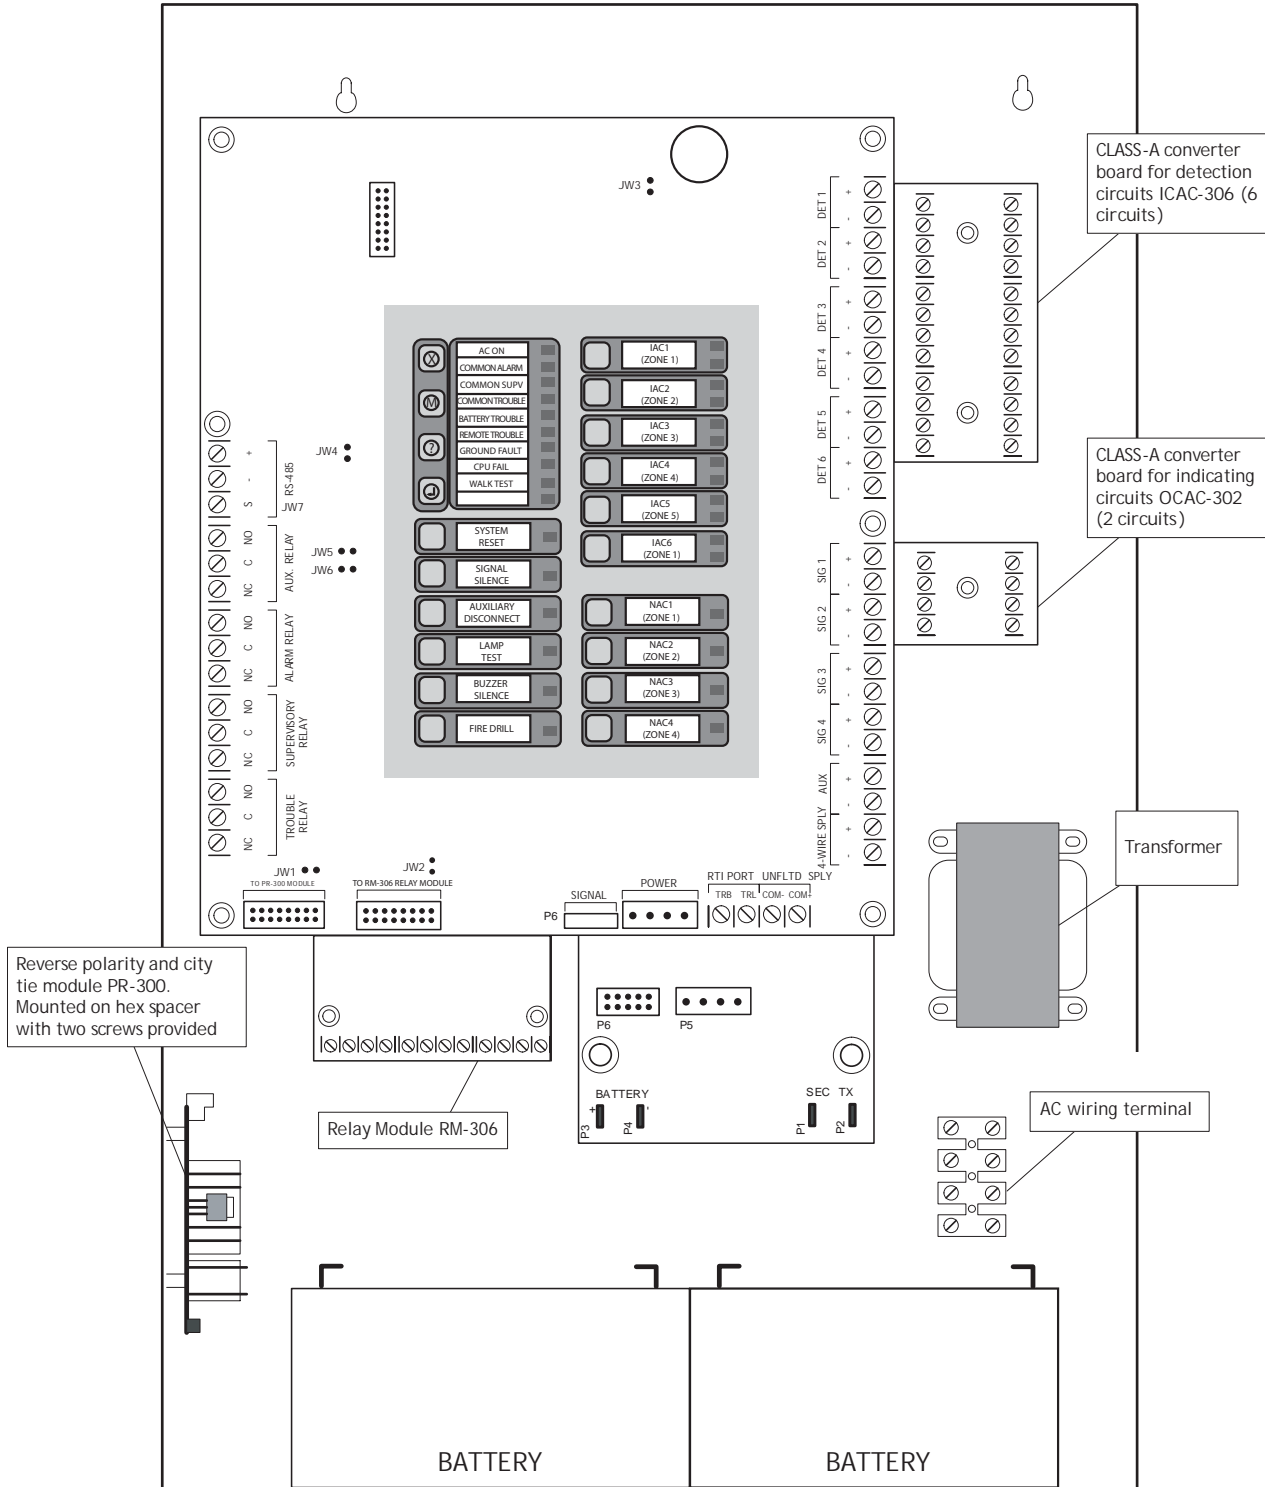 CLASS-A converter
board for detection
circuits ICAC-306 (6
circuits)
JW3
DET 1
+
-
DET 2
+
-
DET 3
+
-
DET 4
+
-
DET 5
+
-
DET 6
+
-
AC ON
COMMON ALARM
COMMON SUPV
COMMON TROUBLE
BATTERY TROUBLE
REMOTE TROUBLE
GROUND FAULT
CPU FAIL
WALK TEST
X
M
?
IAC1
(ZONE 1)
IAC2
(ZONE 2)
IAC3
(ZONE 3)
IAC4
(ZONE 4)
IAC5
(ZONE 5)
IAC6
(ZONE 1)
CLASS-A converter
board for indicating
circuits OCAC-302
(2 circuits)
JW4
+
-
S
RS-485
JW7
JW5
JW6
NO
C
NC
AUX. RELAY
NO
C
NC
ALARM RELAY
NO
C
NC
SUPERVISORY
RELAY
NO
C
NC
TROUBLE
RELAY
SYSTEM
RESET
SIGNAL
SILENCE
AUXILIARY
DISCONNECT
LAMP
TEST
BUZZER
SILENCE
FIRE DRILL
NAC1
(ZONE 1)
NAC2
(ZONE 2)
NAC3
(ZONE 3)
NAC4
(ZONE 4)
SIG 1
+
-
SIG 2
+
-
SIG 3
+
-
SIG 4
+
-
AUX
+
-
4-WIRE SPLY
+
-
Transformer
JW1
TO PR-300 MODULE
JW2
TO RM-306 RELAY MODULE
P6
SIGNAL
POWER
RTI PORT
UNFLTD SPLY
TRB
TRL
COM-
COM+
Reverse polarity and city
tie module PR-300.
Mounted on hex spacer
with two screws provided
P6
P5
BATTERY
+
-
P3
P4
SEC TX
P1
P2
Relay Module RM-306
AC wiring terminal
BATTERY
BATTERY